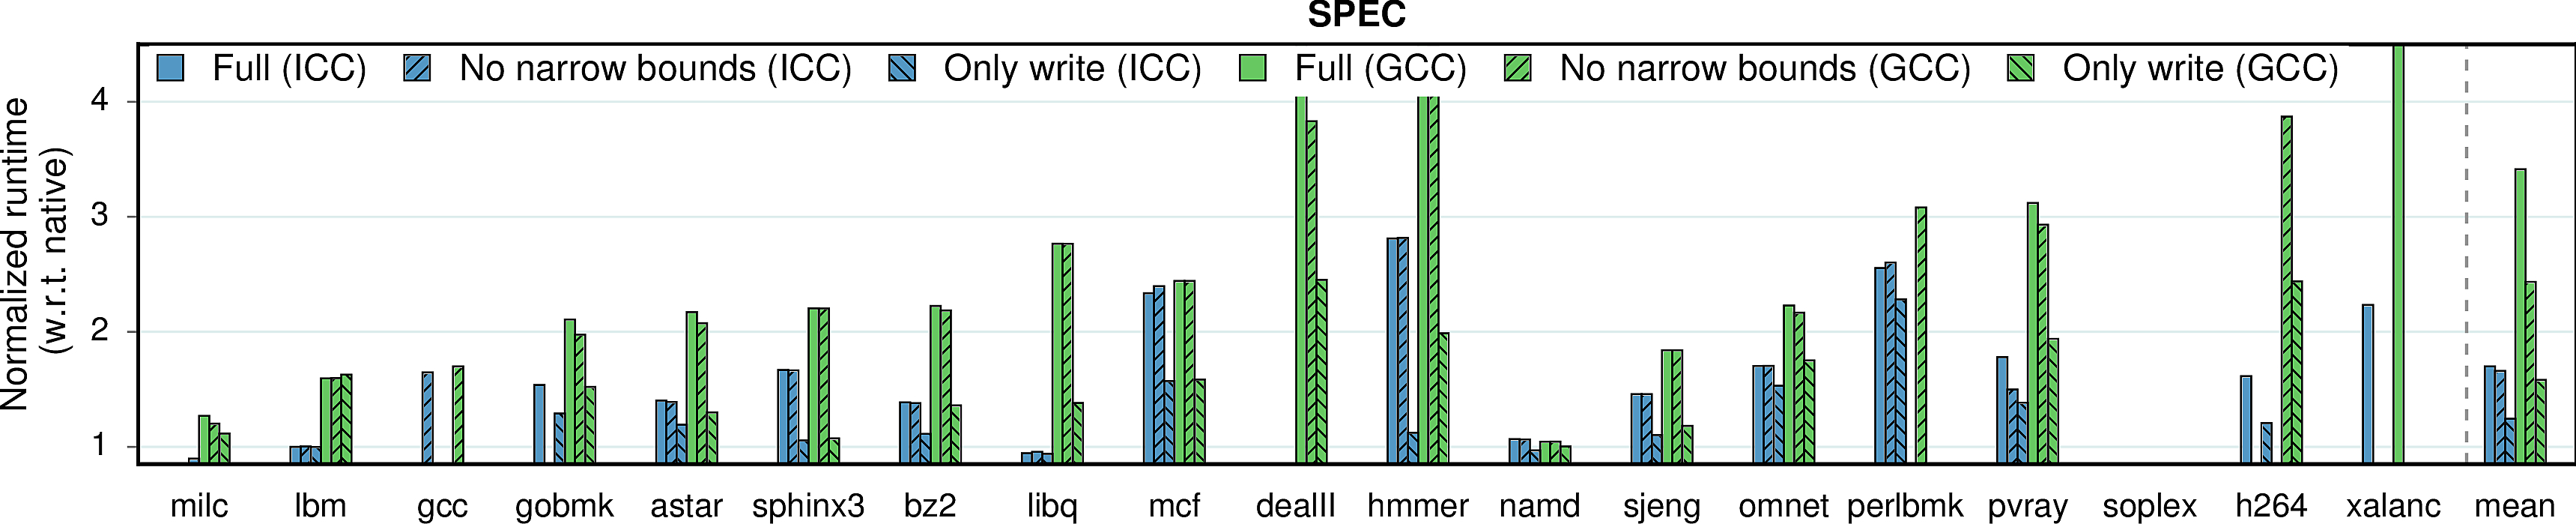 SPEC
Full (ICC) No narrow bounds (ICC) Only write (ICC) Full (GCC) No narrow bounds (GCC) Only write (GCC)
Normalized runtime
(w.r.t. native)
4
3
2
1
milc lbm gcc gobmk astar sphinx3 bz2 libq mcf dealII hmmer namd sjeng omnet perlbmk pvray soplex h264 xalanc mean